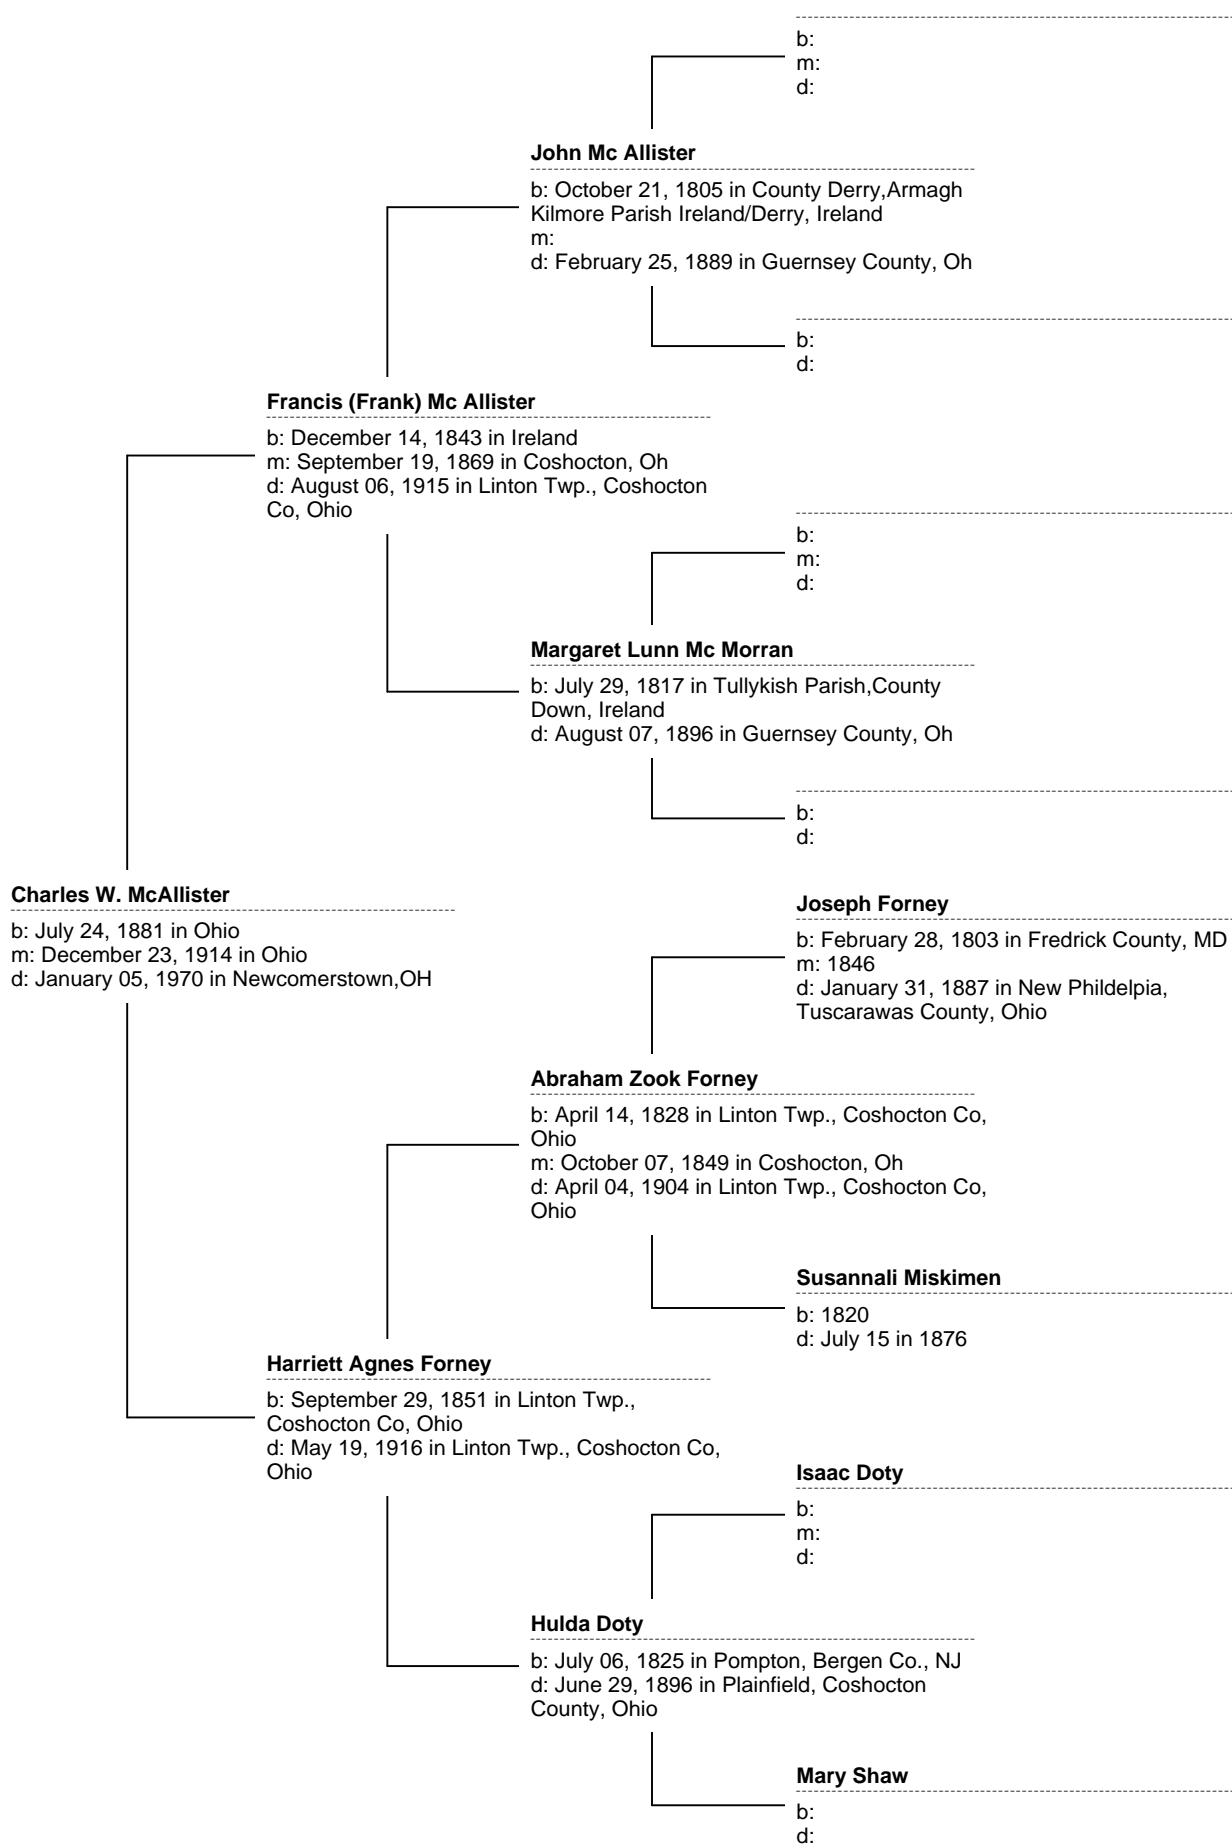 b:
m:
d:
John Mc Allister
b: October 21, 1805 in County Derry,Armagh
Kilmore Parish Ireland/Derry, Ireland
m:
d: February 25, 1889 in Guernsey County, Oh
b:
d:
Francis (Frank) Mc Allister
b: December 14, 1843 in Ireland
m: September 19, 1869 in Coshocton, Oh
d: August 06, 1915 in Linton Twp., Coshocton
Co, Ohio
b:
m:
d:
Margaret Lunn Mc Morran
b: July 29, 1817 in Tullykish Parish,County
Down, Ireland
d: August 07, 1896 in Guernsey County, Oh
b:
d:
Charles W. McAllister
b: July 24, 1881 in Ohio
m: December 23, 1914 in Ohio
d: January 05, 1970 in Newcomerstown,OH
Joseph Forney
b: February 28, 1803 in Fredrick County, MD
m: 1846
d: January 31, 1887 in New Phildelpia,
Tuscarawas County, Ohio
Abraham Zook Forney
b: April 14, 1828 in Linton Twp., Coshocton Co,
Ohio
m: October 07, 1849 in Coshocton, Oh
d: April 04, 1904 in Linton Twp., Coshocton Co,
Ohio
Susannali Miskimen
b: 1820
d: July 15 in 1876
Harriett Agnes Forney
b: September 29, 1851 in Linton Twp.,
Coshocton Co, Ohio
d: May 19, 1916 in Linton Twp., Coshocton Co,
Ohio
Isaac Doty
b:
m:
d:
Hulda Doty
b: July 06, 1825 in Pompton, Bergen Co., NJ
d: June 29, 1896 in Plainfield, Coshocton
County, Ohio
Mary Shaw
b:
d: